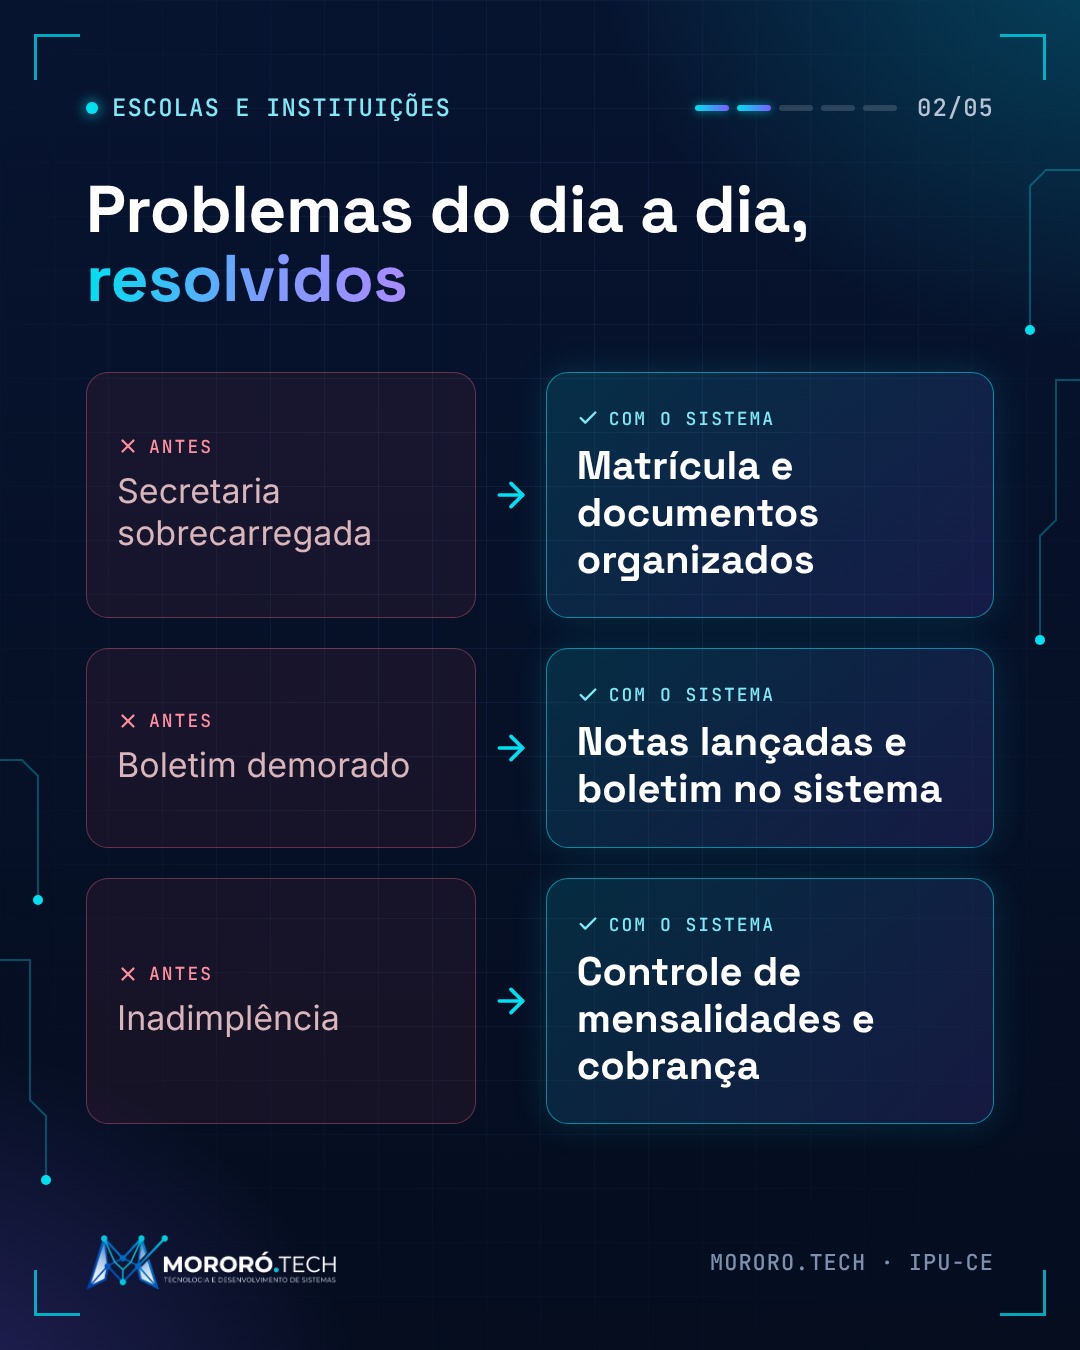 ESCOLAS E INSTITUIÇÕES
02/05
Problemas do dia a dia,
resolvidos
ANTES
Secretaria
sobrecarregada
COM O SISTEMA
Matrícula e
documentos
organizados
ANTES
Boletim demorado
COM O SISTEMA
Notas lançadas e
boletim no sistema
ANTES
Inadimplência
COM O SISTEMA
Controle de
mensalidades e
cobrança
MORORÓ.TECH
TECNOLOGIA E DESENVOLVIMENTO DE SISTEMAS
MORORO.TECH · IPU-CE